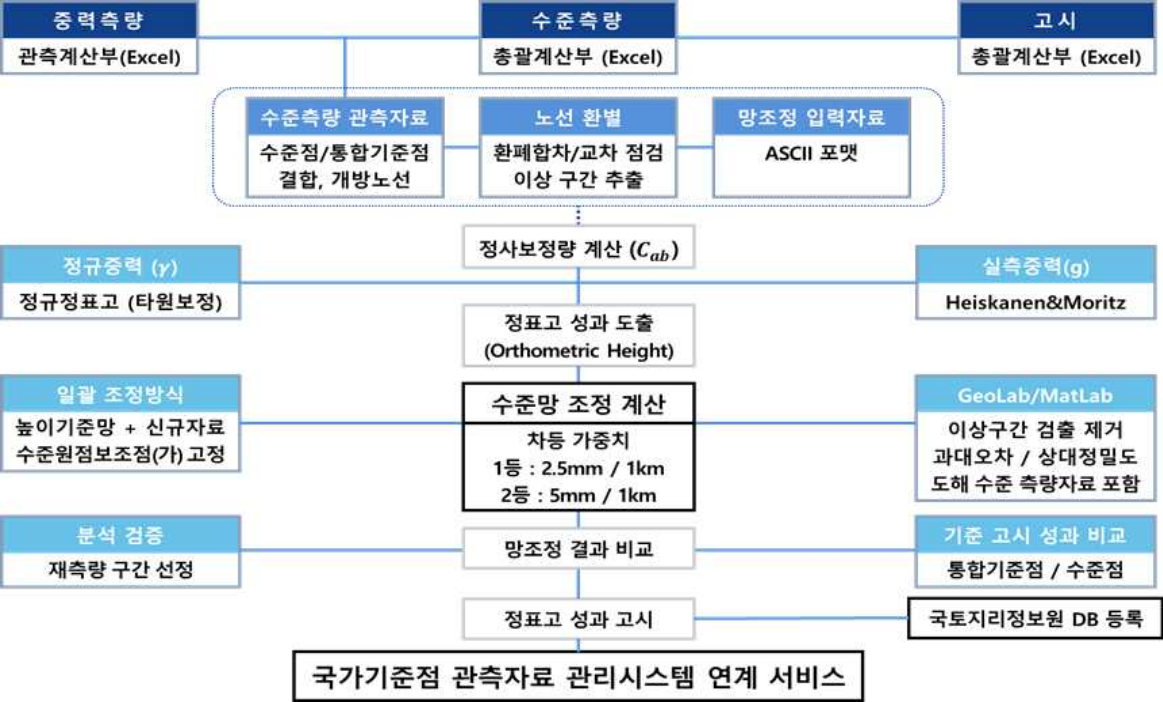 중력측량
관측계산부(Excel)
수준측량
총괄계산부 (Excel)
고시
총괄계산부 (Excel)
수준측량 관측자료
수준점/통합기준점
결합, 개방노선
노선 환별
환폐합차/교차 점검
이상 구간 추출
망조정 입력자료
ASCII 포맷
정사보정량 계산 (C_ab)
정규중력 (γ)
정규정표고 (타원보정)
실측중력(g)
Heiskanen&Moritz
정표고 성과 도출
(Orthometric Height)
일괄 조정방식
높이기준망 + 신규자료
수준원점보조점(가) 고정
수준망 조정 계산
차등 가중치
1등 : 2.5mm / 1km
2등 : 5mm / 1km
GeoLab/MatLab
이상구간 검출 제거
과대오차 / 상대정밀도
도해 수준 측량자료 포함
분석 검증
재측량 구간 선정
망조정 결과 비교
기준 고시 성과 비교
통합기준점 / 수준점
정표고 성과 고시
국토지리정보원 DB 등록
국가기준점 관측자료 관리시스템 연계 서비스